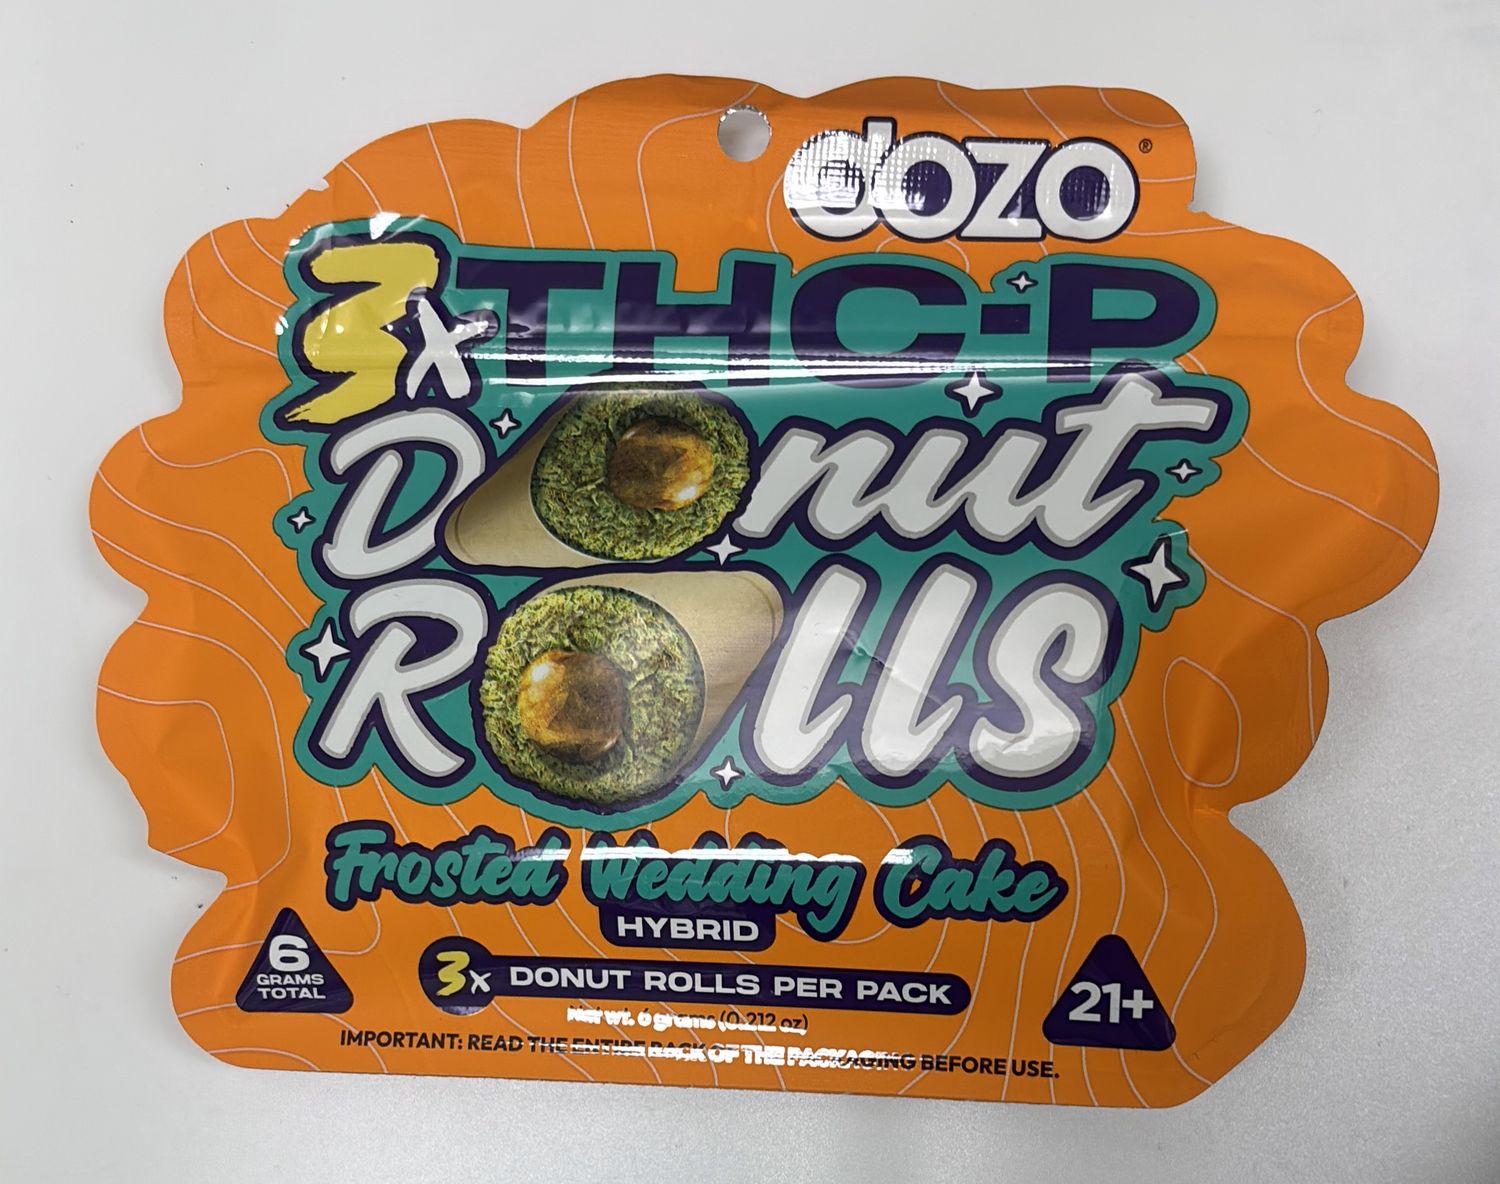 dozo®
3x THC-P
Donut
Rolls
Frosted Wedding Cake
HYBRID
6
GRAMS
TOTAL
3x DONUT ROLLS PER PACK
21+
Net wt. 6 grams (0.212 oz)
IMPORTANT: READ THE ENTIRE BACK OF THE PACKAGING BEFORE USE.